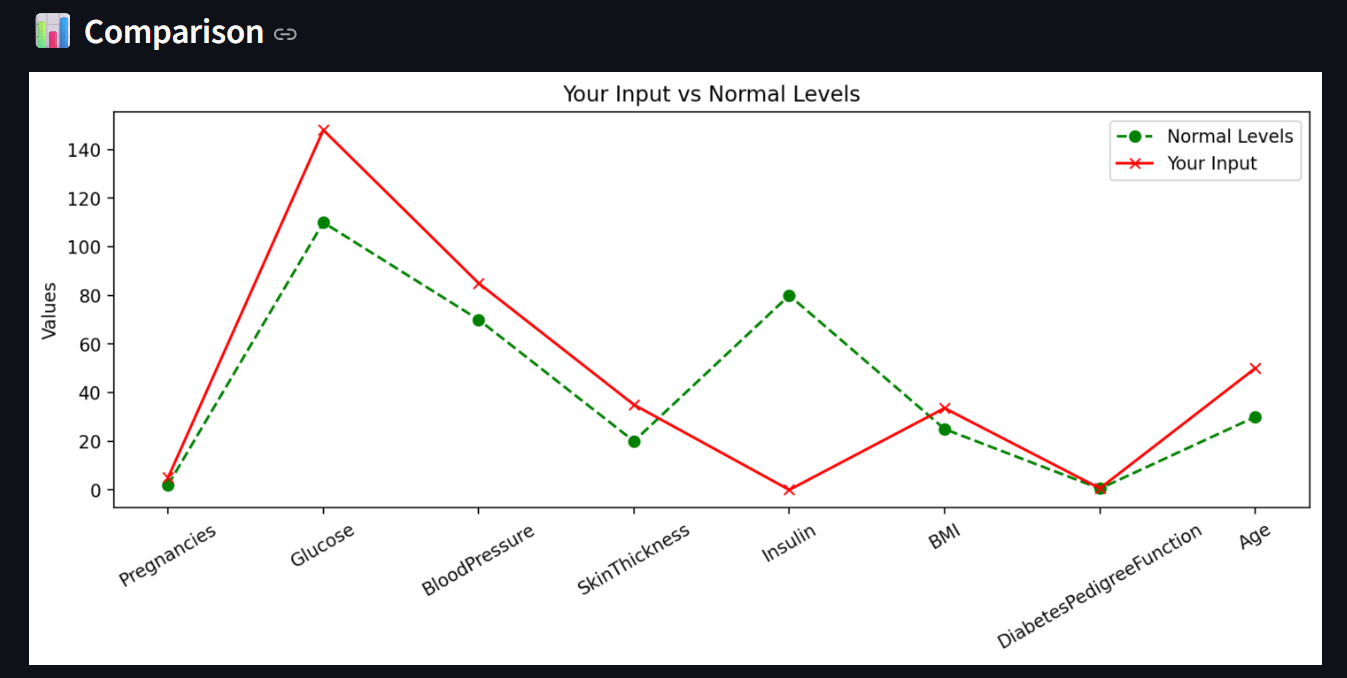 Comparison
Your Input vs Normal Levels
Normal Levels
Your Input
Values
140
120
100
80
60
40
20
0
Pregnancies
Glucose
BloodPressure
SkinThickness
Insulin
BMI
DiabetesPedigreeFunction
Age